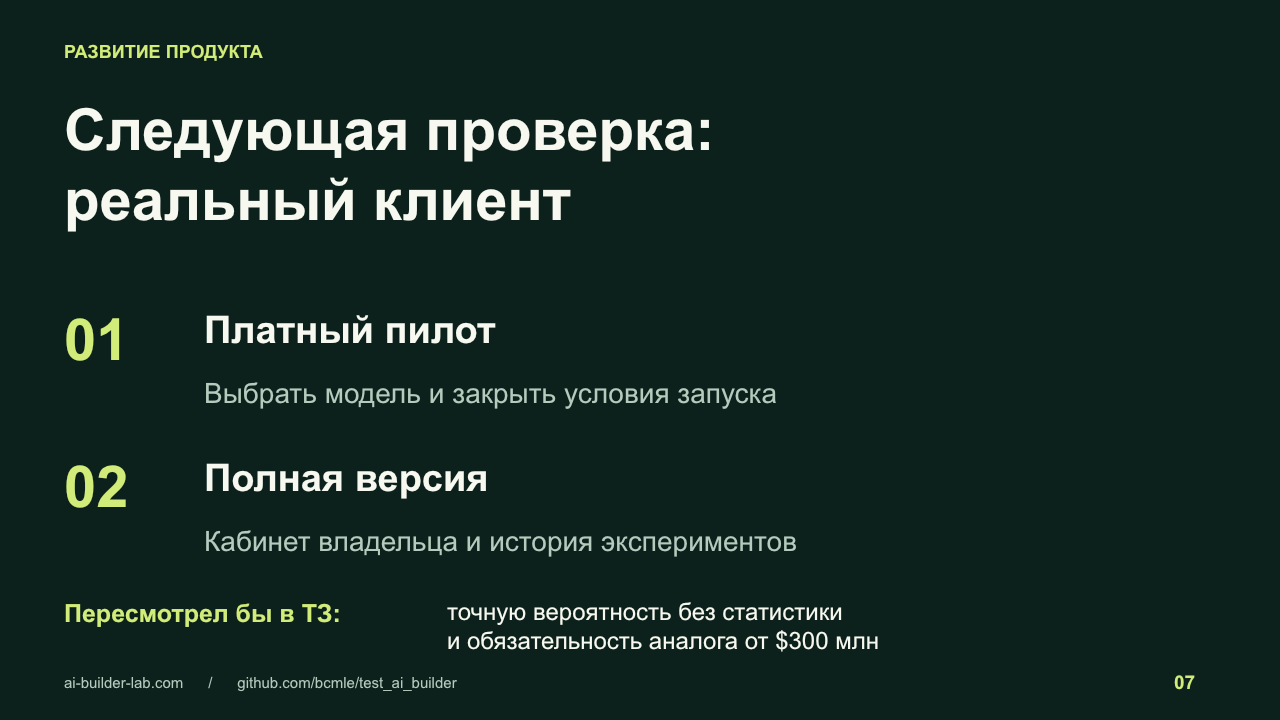 РАЗВИТИЕ ПРОДУКТА
Следующая проверка:
реальный клиент
01
Платный пилот
Выбрать модель и закрыть условия запуска
02
Полная версия
Кабинет владельца и история экспериментов
Пересмотрел бы в ТЗ:
точную вероятность без статистики
и обязательность аналога от $300 млн
ai-builder-lab.com / github.com/bcmle/test_ai_builder
07